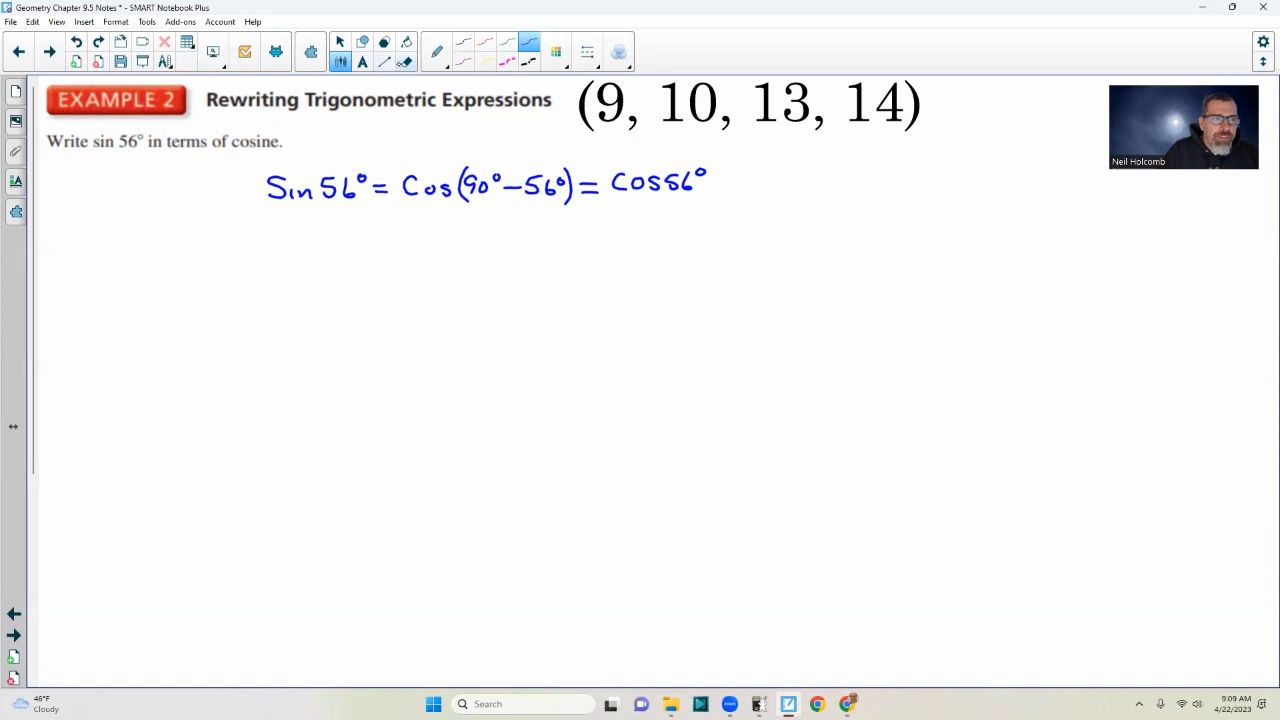 Geometry Chapter 9.5 Notes * - SMART Notebook Plus
File Edit View Insert Format Tools Add-ons Account Help
EXAMPLE 2 Rewriting Trigonometric Expressions (9, 10, 13, 14)
Write sin 56° in terms of cosine.
Sin 56° = Cos(90° - 56°) = Cos 56°
Neil Holcomb
46°F
Cloudy
Search
zoom
9:09 AM
4/22/2023